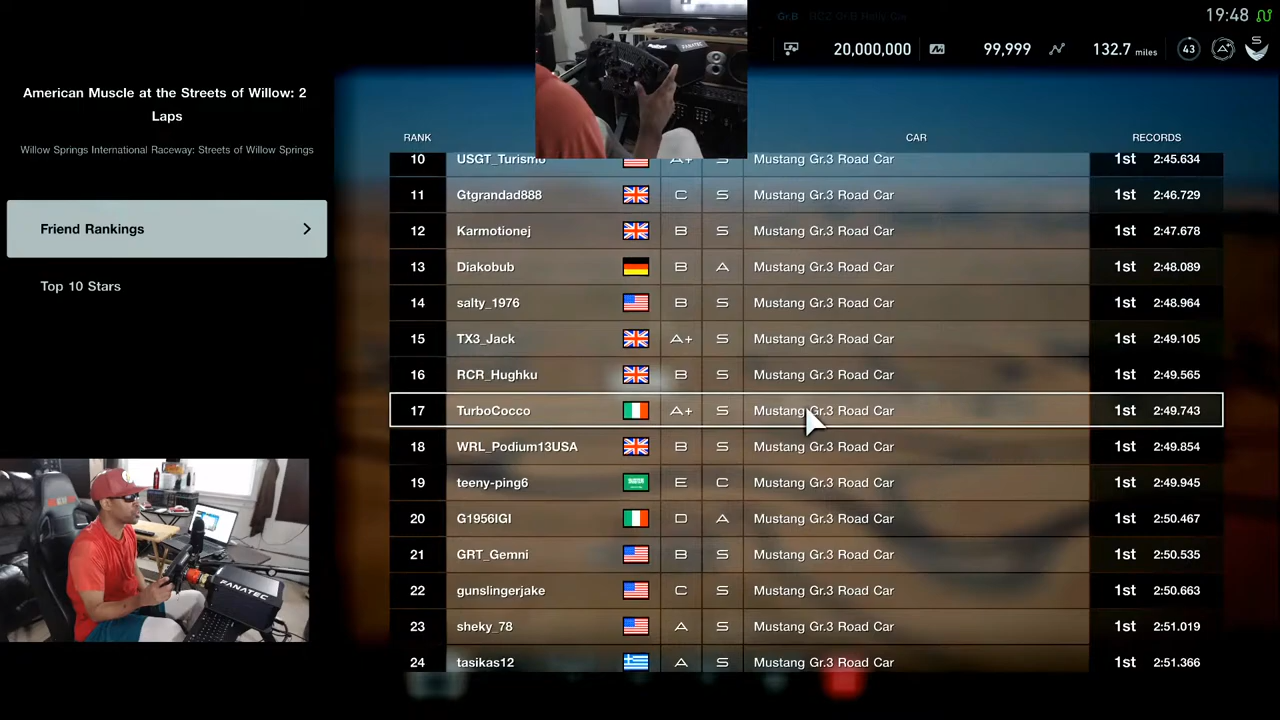 Gr.B BCZ Gr.B Rally Car
19:48
20,000,000 99,999 132.7 miles 43 A+ S
American Muscle at the Streets of Willow: 2
Laps
Willow Springs International Raceway: Streets of Willow Springs
Friend Rankings
Top 10 Stars
RANK CAR RECORDS
10 USGT_Turismo A+ S Mustang Gr.3 Road Car 1st 2:45.634
11 Gtgrandad888 C S Mustang Gr.3 Road Car 1st 2:46.729
12 Karmotionej B S Mustang Gr.3 Road Car 1st 2:47.678
13 Diakobub B A Mustang Gr.3 Road Car 1st 2:48.089
14 salty_1976 B S Mustang Gr.3 Road Car 1st 2:48.964
15 TX3_Jack A+ S Mustang Gr.3 Road Car 1st 2:49.105
16 RCR_Hughku B S Mustang Gr.3 Road Car 1st 2:49.565
17 TurboCocco A+ S Mustang Gr.3 Road Car 1st 2:49.743
18 WRL_Podium13USA B S Mustang Gr.3 Road Car 1st 2:49.854
19 teeny-ping6 E C Mustang Gr.3 Road Car 1st 2:49.945
20 G1956IGI D A Mustang Gr.3 Road Car 1st 2:50.467
21 GRT_Gemni B S Mustang Gr.3 Road Car 1st 2:50.535
22 gunslingerjake C S Mustang Gr.3 Road Car 1st 2:50.663
23 sheky_78 A S Mustang Gr.3 Road Car 1st 2:51.019
24 tasikas12 A S Mustang Gr.3 Road Car 1st 2:51.366
FANATEC
FANATEC